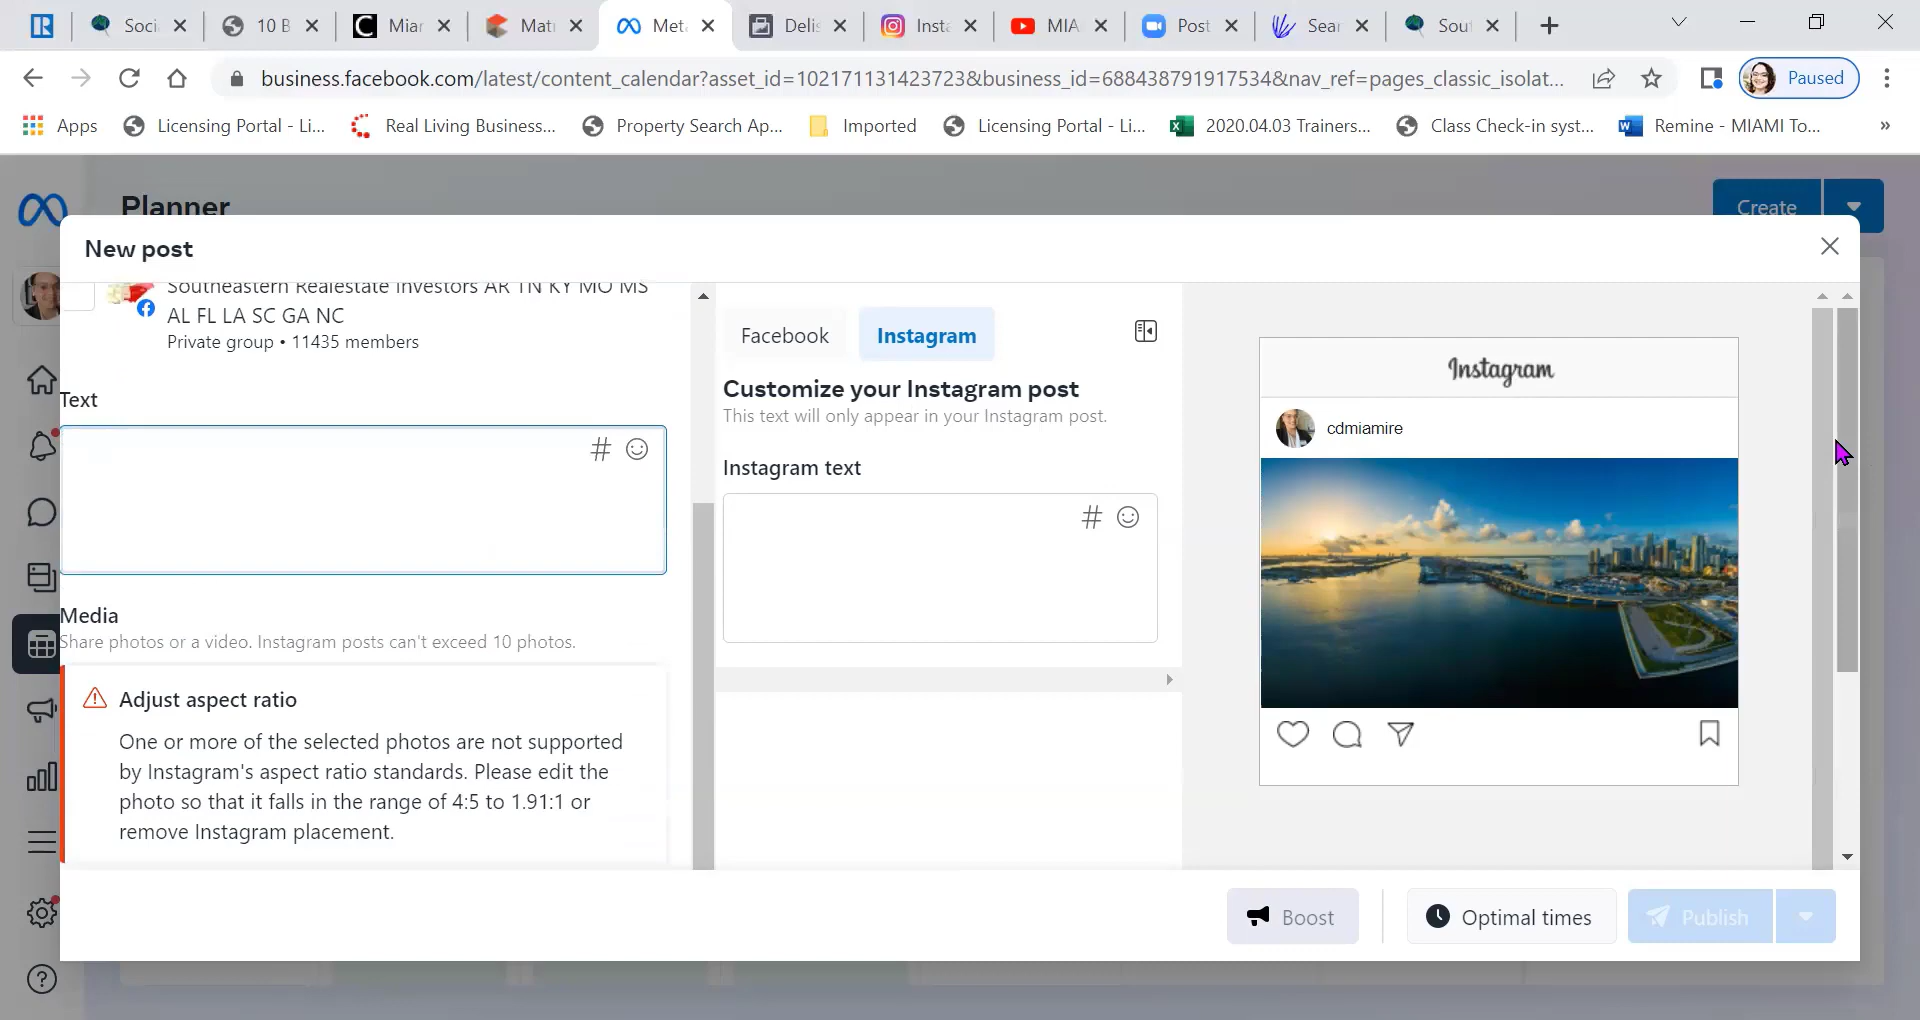 Soci
10 B
Miar
Matr
Meta
Delis
Insta
MIA
Post
Sear
Sout
business.facebook.com/latest/content_calendar?asset_id=102171131423723&business_id=688438791917534&nav_ref=pages_classic_isolat...
Paused
Apps
Licensing Portal - Li...
Real Living Business...
Property Search Ap...
Imported
Licensing Portal - Li...
2020.04.03 Trainers...
Class Check-in syst...
Remine - MIAMI To...
»
Planner
Create
New post
Southeastern Realestate Investors AR TN KY MO MS
AL FL LA SC GA NC
Private group • 11435 members
Text
Media
Share photos or a video. Instagram posts can't exceed 10 photos.
Adjust aspect ratio
One or more of the selected photos are not supported
by Instagram's aspect ratio standards. Please edit the
photo so that it falls in the range of 4:5 to 1.91:1 or
remove Instagram placement.
Facebook
Instagram
Customize your Instagram post
This text will only appear in your Instagram post.
Instagram text
Instagram
cdmiamire
Boost
Optimal times
Publish